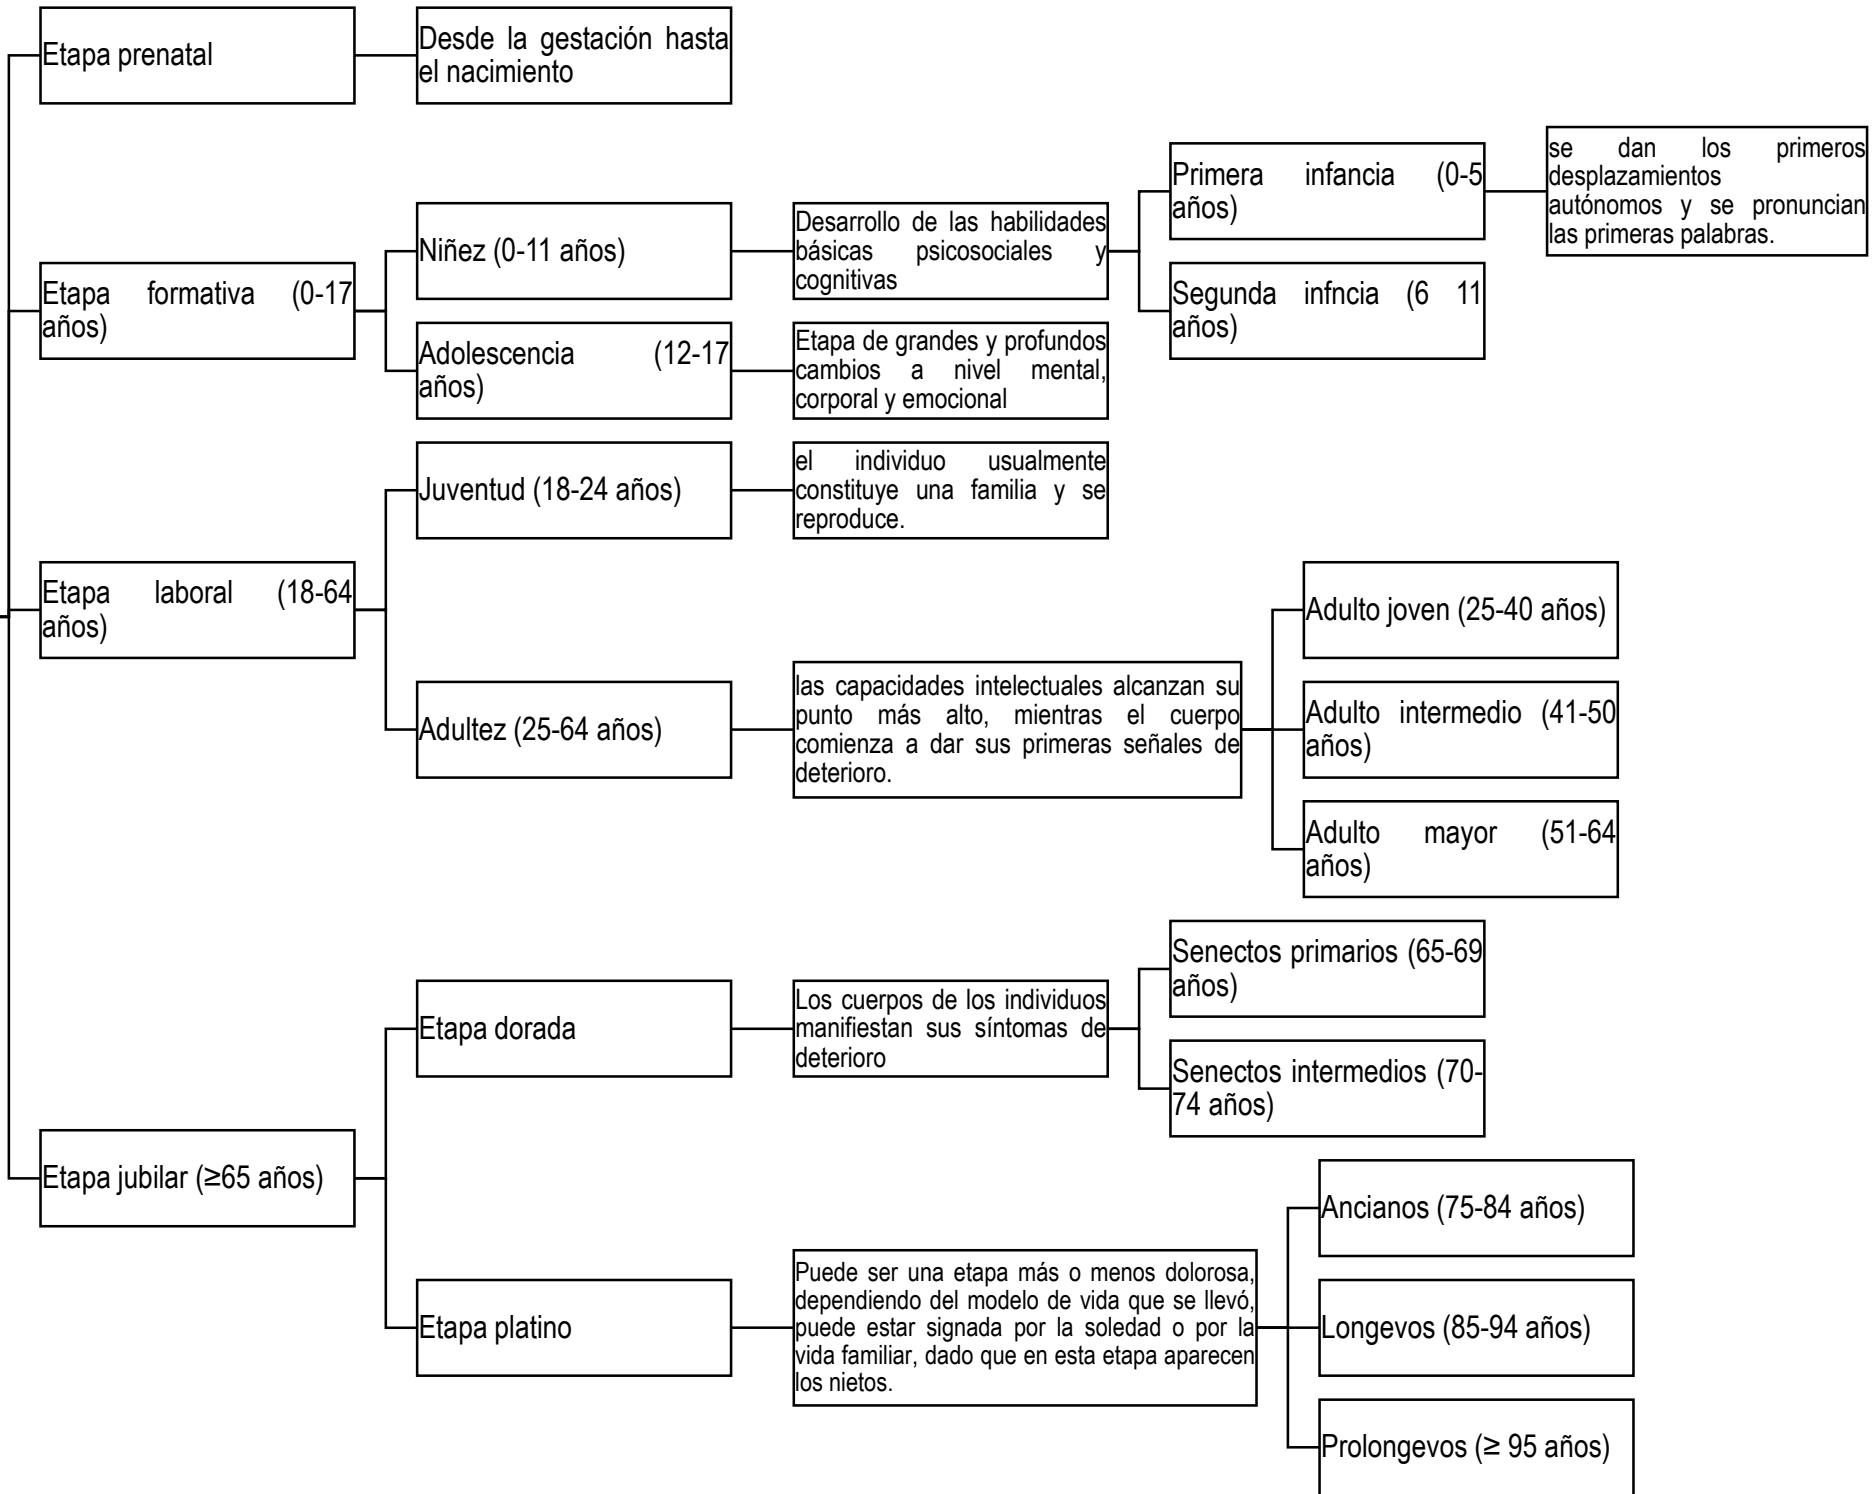 Etapa prenatal
Desde la gestación hasta
el nacimiento
Etapa formativa (0-17
años)
Niñez (0-11 años)
Desarrollo de las habilidades
básicas psicosociales y
cognitivas
Primera infancia (0-5
años)
se dan los primeros
desplazamientos
autónomos y se pronuncian
las primeras palabras.
Segunda infncia (6 11
años)
Adolescencia (12-17
años)
Etapa de grandes y profundos
cambios a nivel mental,
corporal y emocional
Etapa laboral (18-64
años)
Juventud (18-24 años)
el individuo usualmente
constituye una familia y se
reproduce.
Adultez (25-64 años)
las capacidades intelectuales alcanzan su
punto más alto, mientras el cuerpo
comienza a dar sus primeras señales de
deterioro.
Adulto joven (25-40 años)
Adulto intermedio (41-50
años)
Adulto mayor (51-64
años)
Etapa jubilar (≥65 años)
Etapa dorada
Los cuerpos de los individuos
manifiestan sus síntomas de
deterioro
Senectos primarios (65-69
años)
Senectos intermedios (70-
74 años)
Etapa platino
Puede ser una etapa más o menos dolorosa,
dependiendo del modelo de vida que se llevó,
puede estar signada por la soledad o por la
vida familiar, dado que en esta etapa aparecen
los nietos.
Ancianos (75-84 años)
Longevos (85-94 años)
Prolongevos (≥ 95 años)